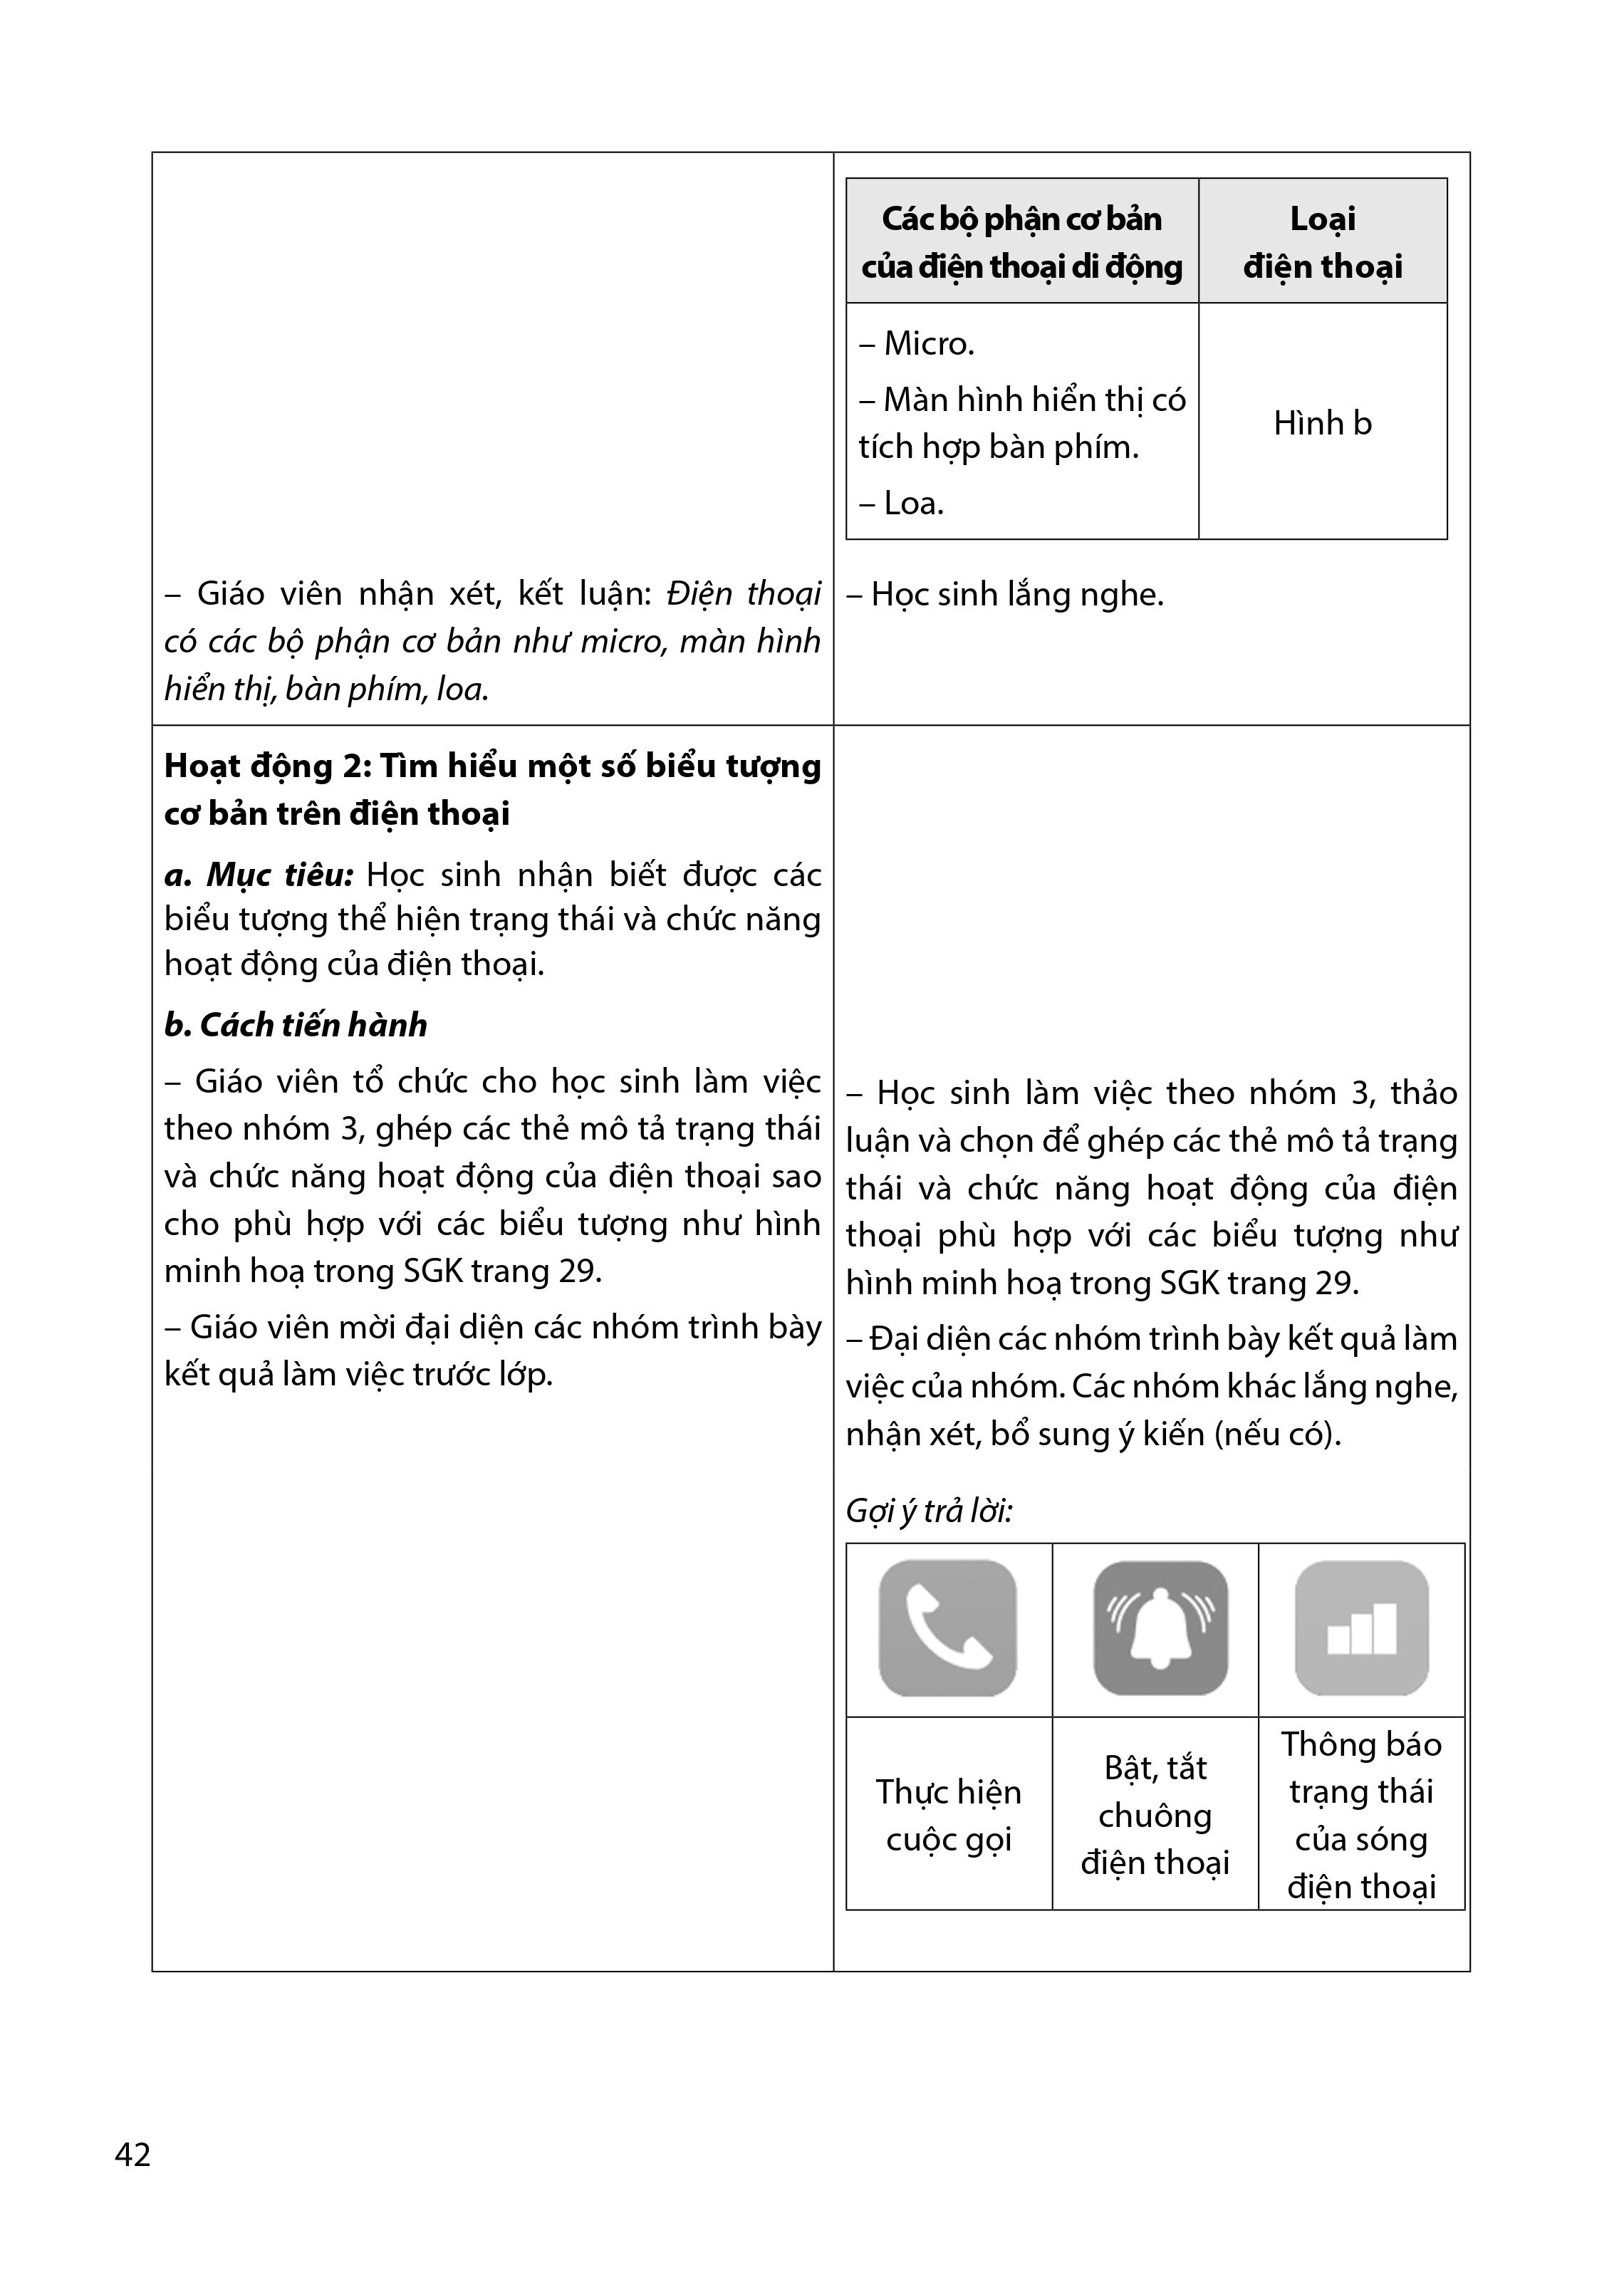 Các bộ phận cơ bản
của điện thoại di động
Loại
điện thoại
– Micro.
– Màn hình hiển thị có
tích hợp bàn phím.
– Loa.
Hình b
– Giáo viên nhận xét, kết luận: Điện thoại
có các bộ phận cơ bản như micro, màn hình
hiển thị, bàn phím, loa.
– Học sinh lắng nghe.
Hoạt động 2: Tìm hiểu một số biểu tượng
cơ bản trên điện thoại
a. Mục tiêu: Học sinh nhận biết được các
biểu tượng thể hiện trạng thái và chức năng
hoạt động của điện thoại.
b. Cách tiến hành
– Giáo viên tổ chức cho học sinh làm việc
theo nhóm 3, ghép các thẻ mô tả trạng thái
và chức năng hoạt động của điện thoại sao
cho phù hợp với các biểu tượng như hình
minh hoạ trong SGK trang 29.
– Giáo viên mời đại diện các nhóm trình bày
kết quả làm việc trước lớp.
– Học sinh làm việc theo nhóm 3, thảo
luận và chọn để ghép các thẻ mô tả trạng
thái và chức năng hoạt động của điện
thoại phù hợp với các biểu tượng như
hình minh hoạ trong SGK trang 29.
– Đại diện các nhóm trình bày kết quả làm
việc của nhóm. Các nhóm khác lắng nghe,
nhận xét, bổ sung ý kiến (nếu có).
Gợi ý trả lời:
Thực hiện
cuộc gọi
Bật, tắt
chuông
điện thoại
Thông báo
trạng thái
của sóng
điện thoại
42